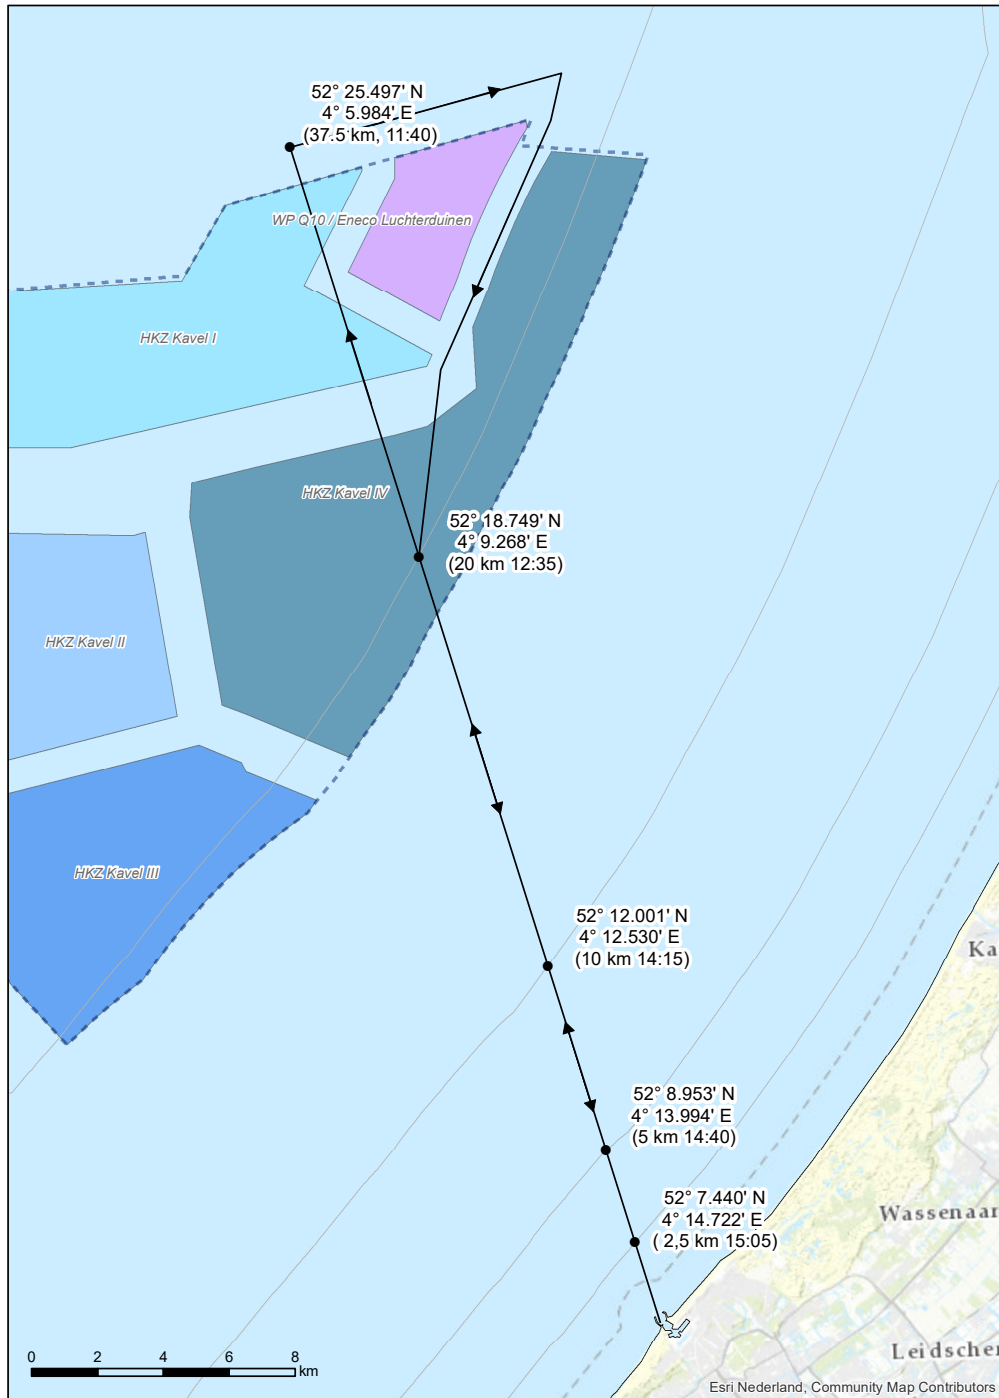 52° 25.497' N
4° 5.984' E
(37.5 km, 11:40)
WP Q10 / Eneco Luchterduinen
HKZ Kavel I
HKZ Kavel IV
52° 18.749' N
4° 9.268' E
(20 km 12:35)
HKZ Kavel II
HKZ Kavel III
52° 12.001' N
4° 12.530' E
(10 km 14:15)
Ka
52° 8.953' N
4° 13.994' E
(5 km 14:40)
52° 7.440' N
4° 14.722' E
( 2,5 km 15:05)
Wassenaar
Leidscher
0 2 4 6 8
km
Esri Nederland, Community Map Contributors